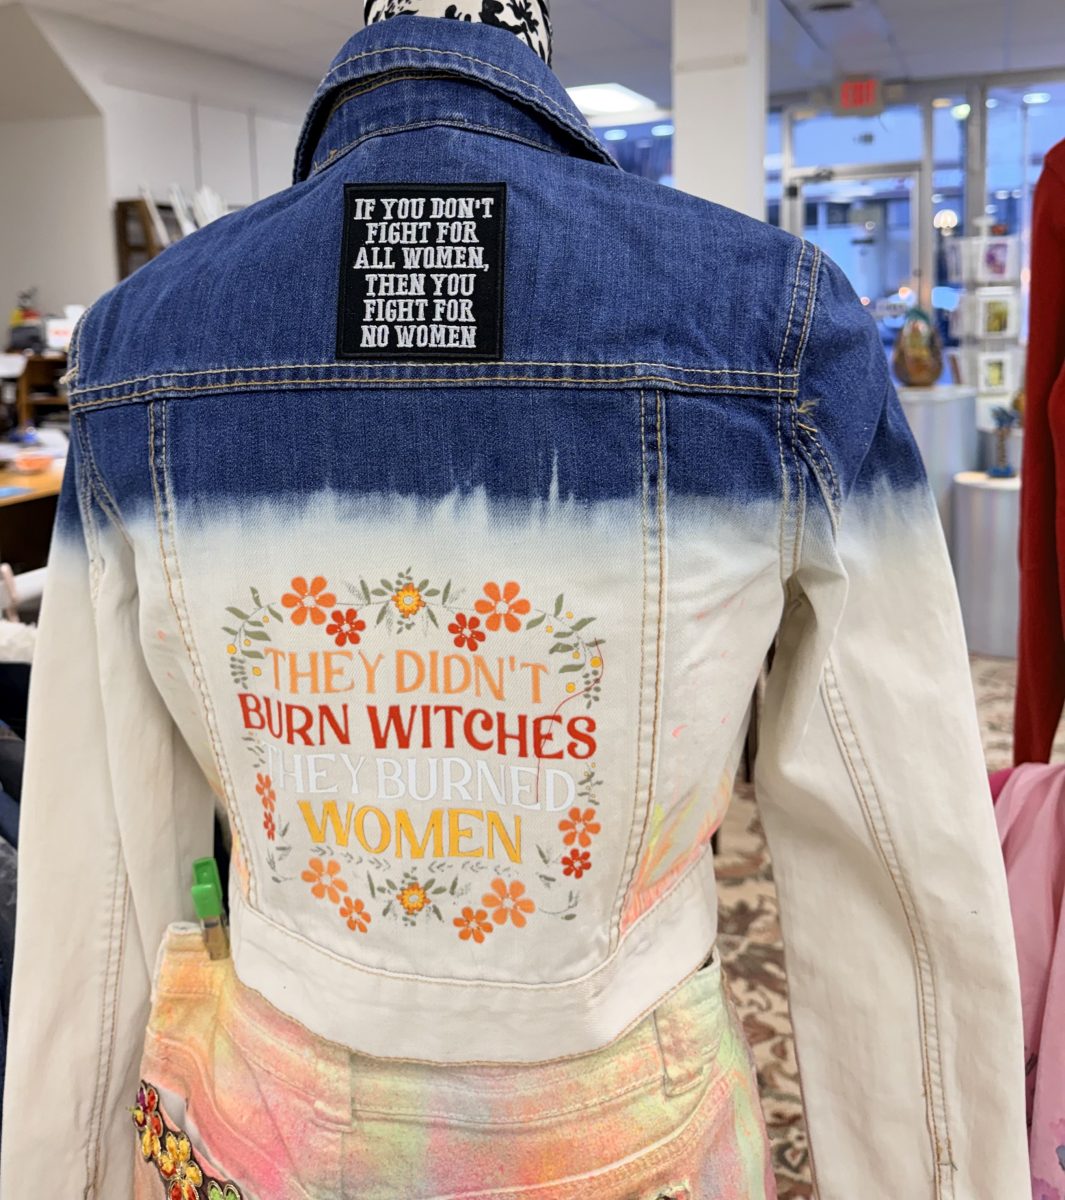 EXIT
IF YOU DON'T
FIGHT FOR
ALL WOMEN,
THEN YOU
FIGHT FOR
NO WOMEN
THEY DIDN'T
BURN WITCHES
THEY BURNED
WOMEN